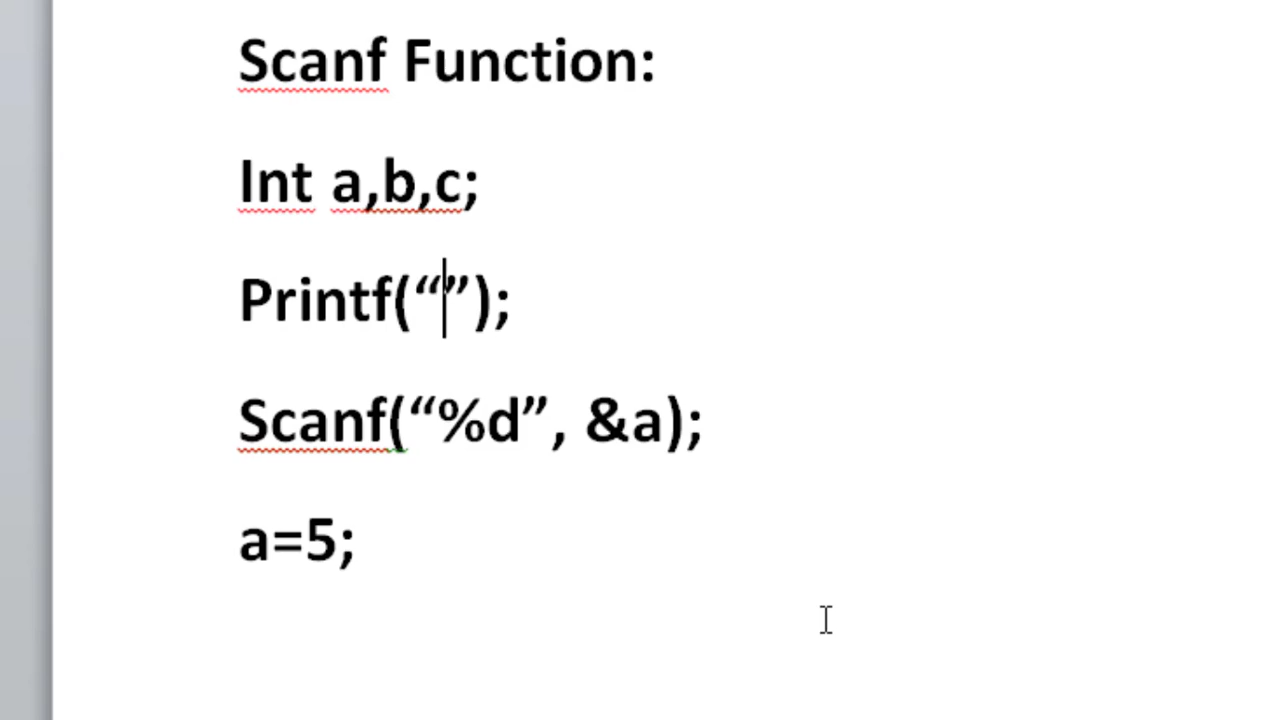 Scanf Function:
Int a,b,c;
Printf(“”);
Scanf(“%d”, &a);
a=5;